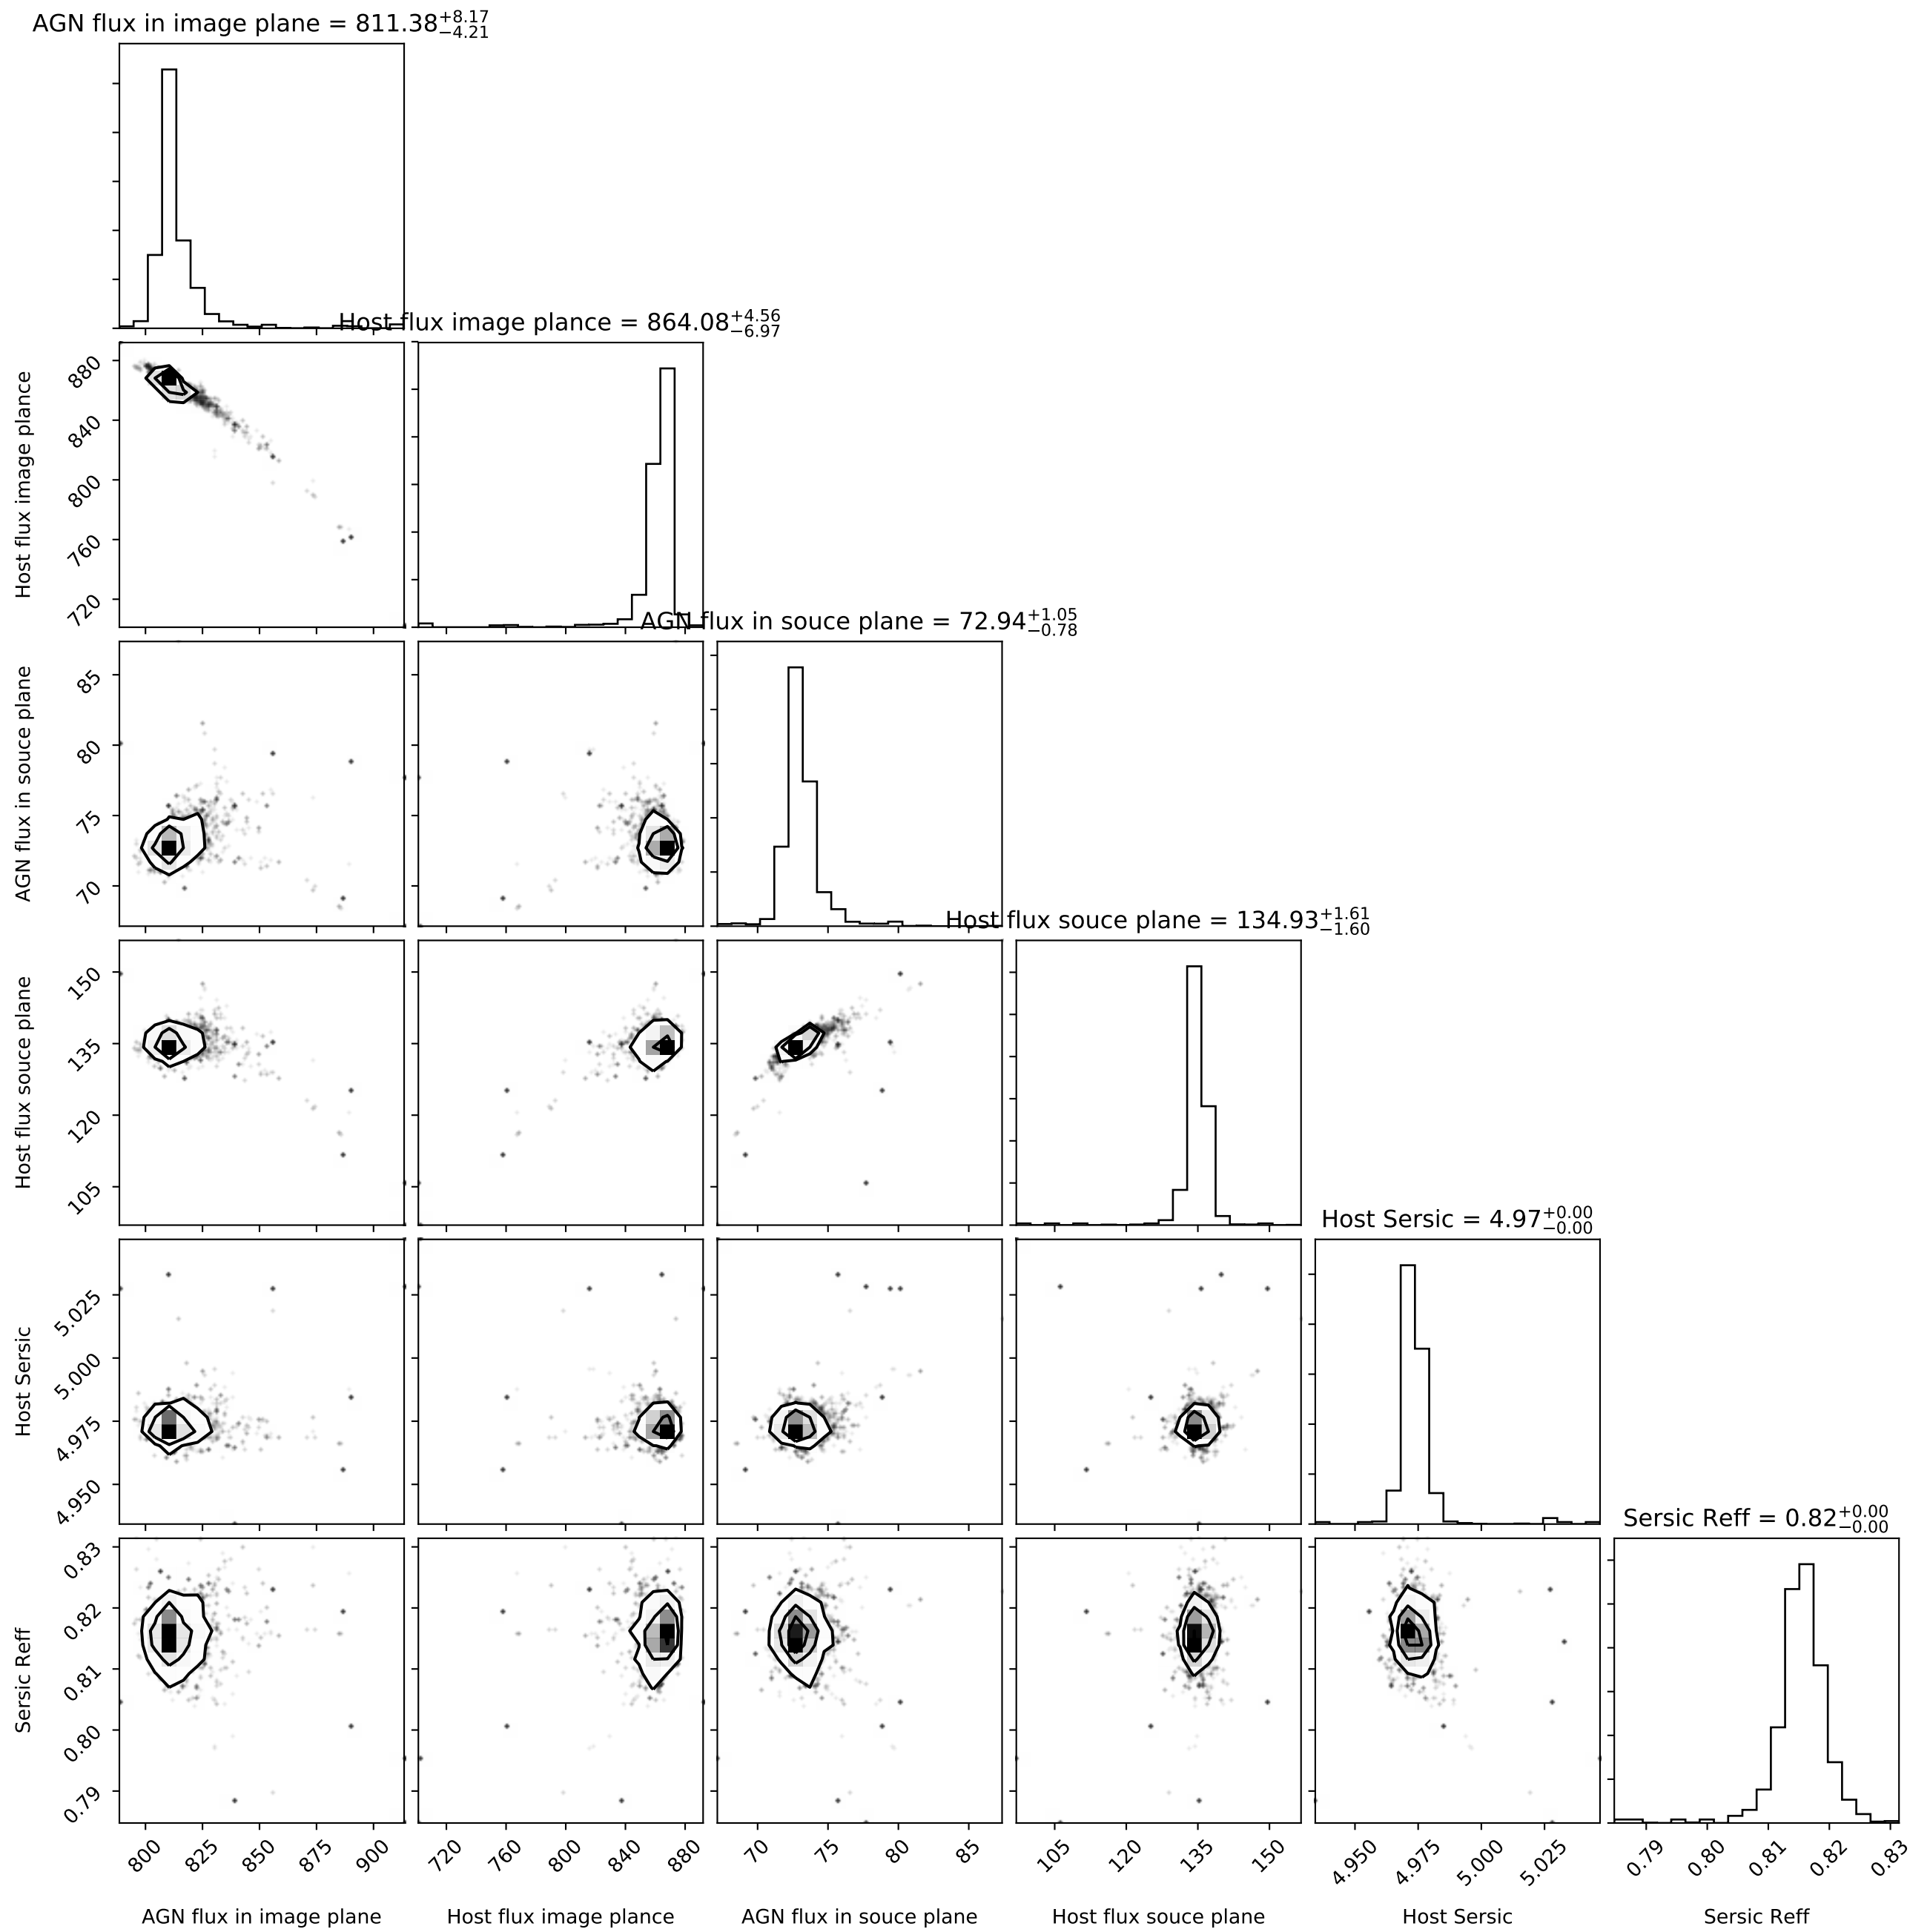 AGN flux in image plane = 811.38+8.17−4.21
Host flux image plance = 864.08+4.56−6.97
Host flux image plance
880
840
800
760
720
AGN flux in souce plane = 72.94+1.05−0.78
AGN flux in souce plane
85
80
75
70
Host flux souce plane = 134.93+1.61−1.60
Host flux souce plane
150
135
120
105
Host Sersic = 4.97+0.00−0.00
Host Sersic
5.025
5.000
4.975
4.950
Sersic Reff = 0.82+0.00−0.00
Sersic Reff
0.83
0.82
0.81
0.80
0.79
800 825 850 875 900 720 760 800 840 880 70 75 80 85 105 120 135 150 4.950 4.975 5.000 5.025 0.79 0.80 0.81 0.82 0.83
AGN flux in image plane Host flux image plance AGN flux in souce plane Host flux souce plane Host Sersic Sersic Reff